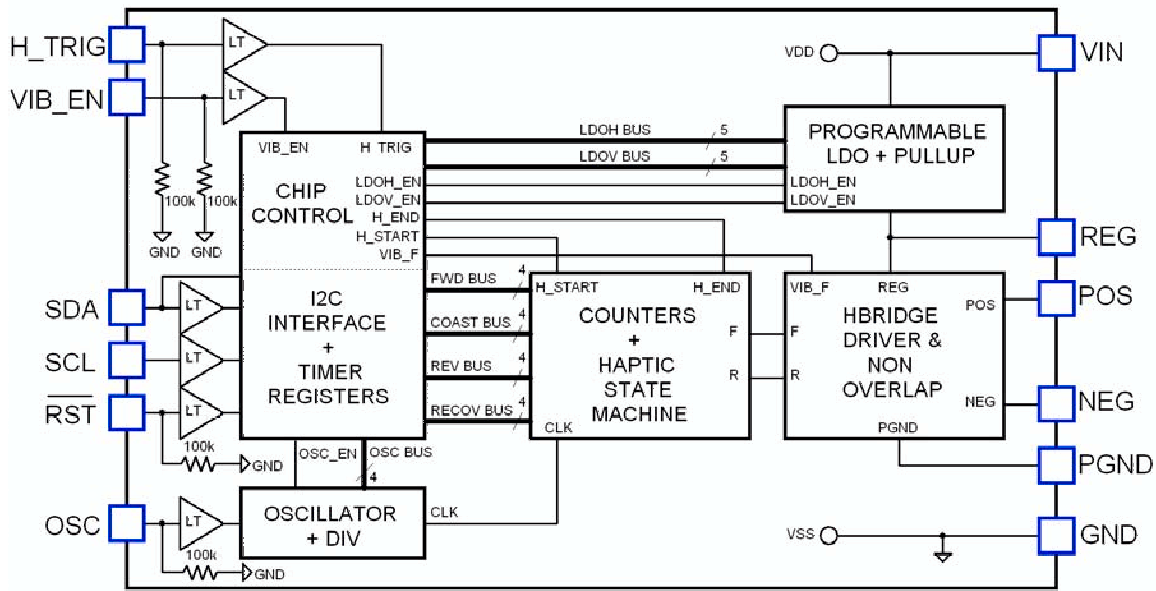 H_TRIG
LT
VIB_EN
LT
100k
100k
GND
GND
VDD
VIN
VIB_EN
H_TRIG
CHIP
CONTROL
LDOH_EN
LDOV_EN
H_END
H_START
VIB_F
LDOH BUS
5
LDOV BUS
5
PROGRAMMABLE
LDO + PULLUP
LDOH_EN
LDOV_EN
REG
SDA
LT
SCL
LT
RST
LT
100k
GND
I2C
INTERFACE
+
TIMER
REGISTERS
FWD BUS
4
COAST BUS
4
REV BUS
4
RECOV BUS
4
H_START
H_END
COUNTERS
+
HAPTIC
STATE
MACHINE
F
R
CLK
VIB_F
REG
POS
HBRIDGE
DRIVER &
NON
OVERLAP
F
R
NEG
PGND
POS
NEG
PGND
OSC_EN
OSC BUS
4
OSC
LT
100k
GND
OSCILLATOR
+ DIV
CLK
VSS
GND